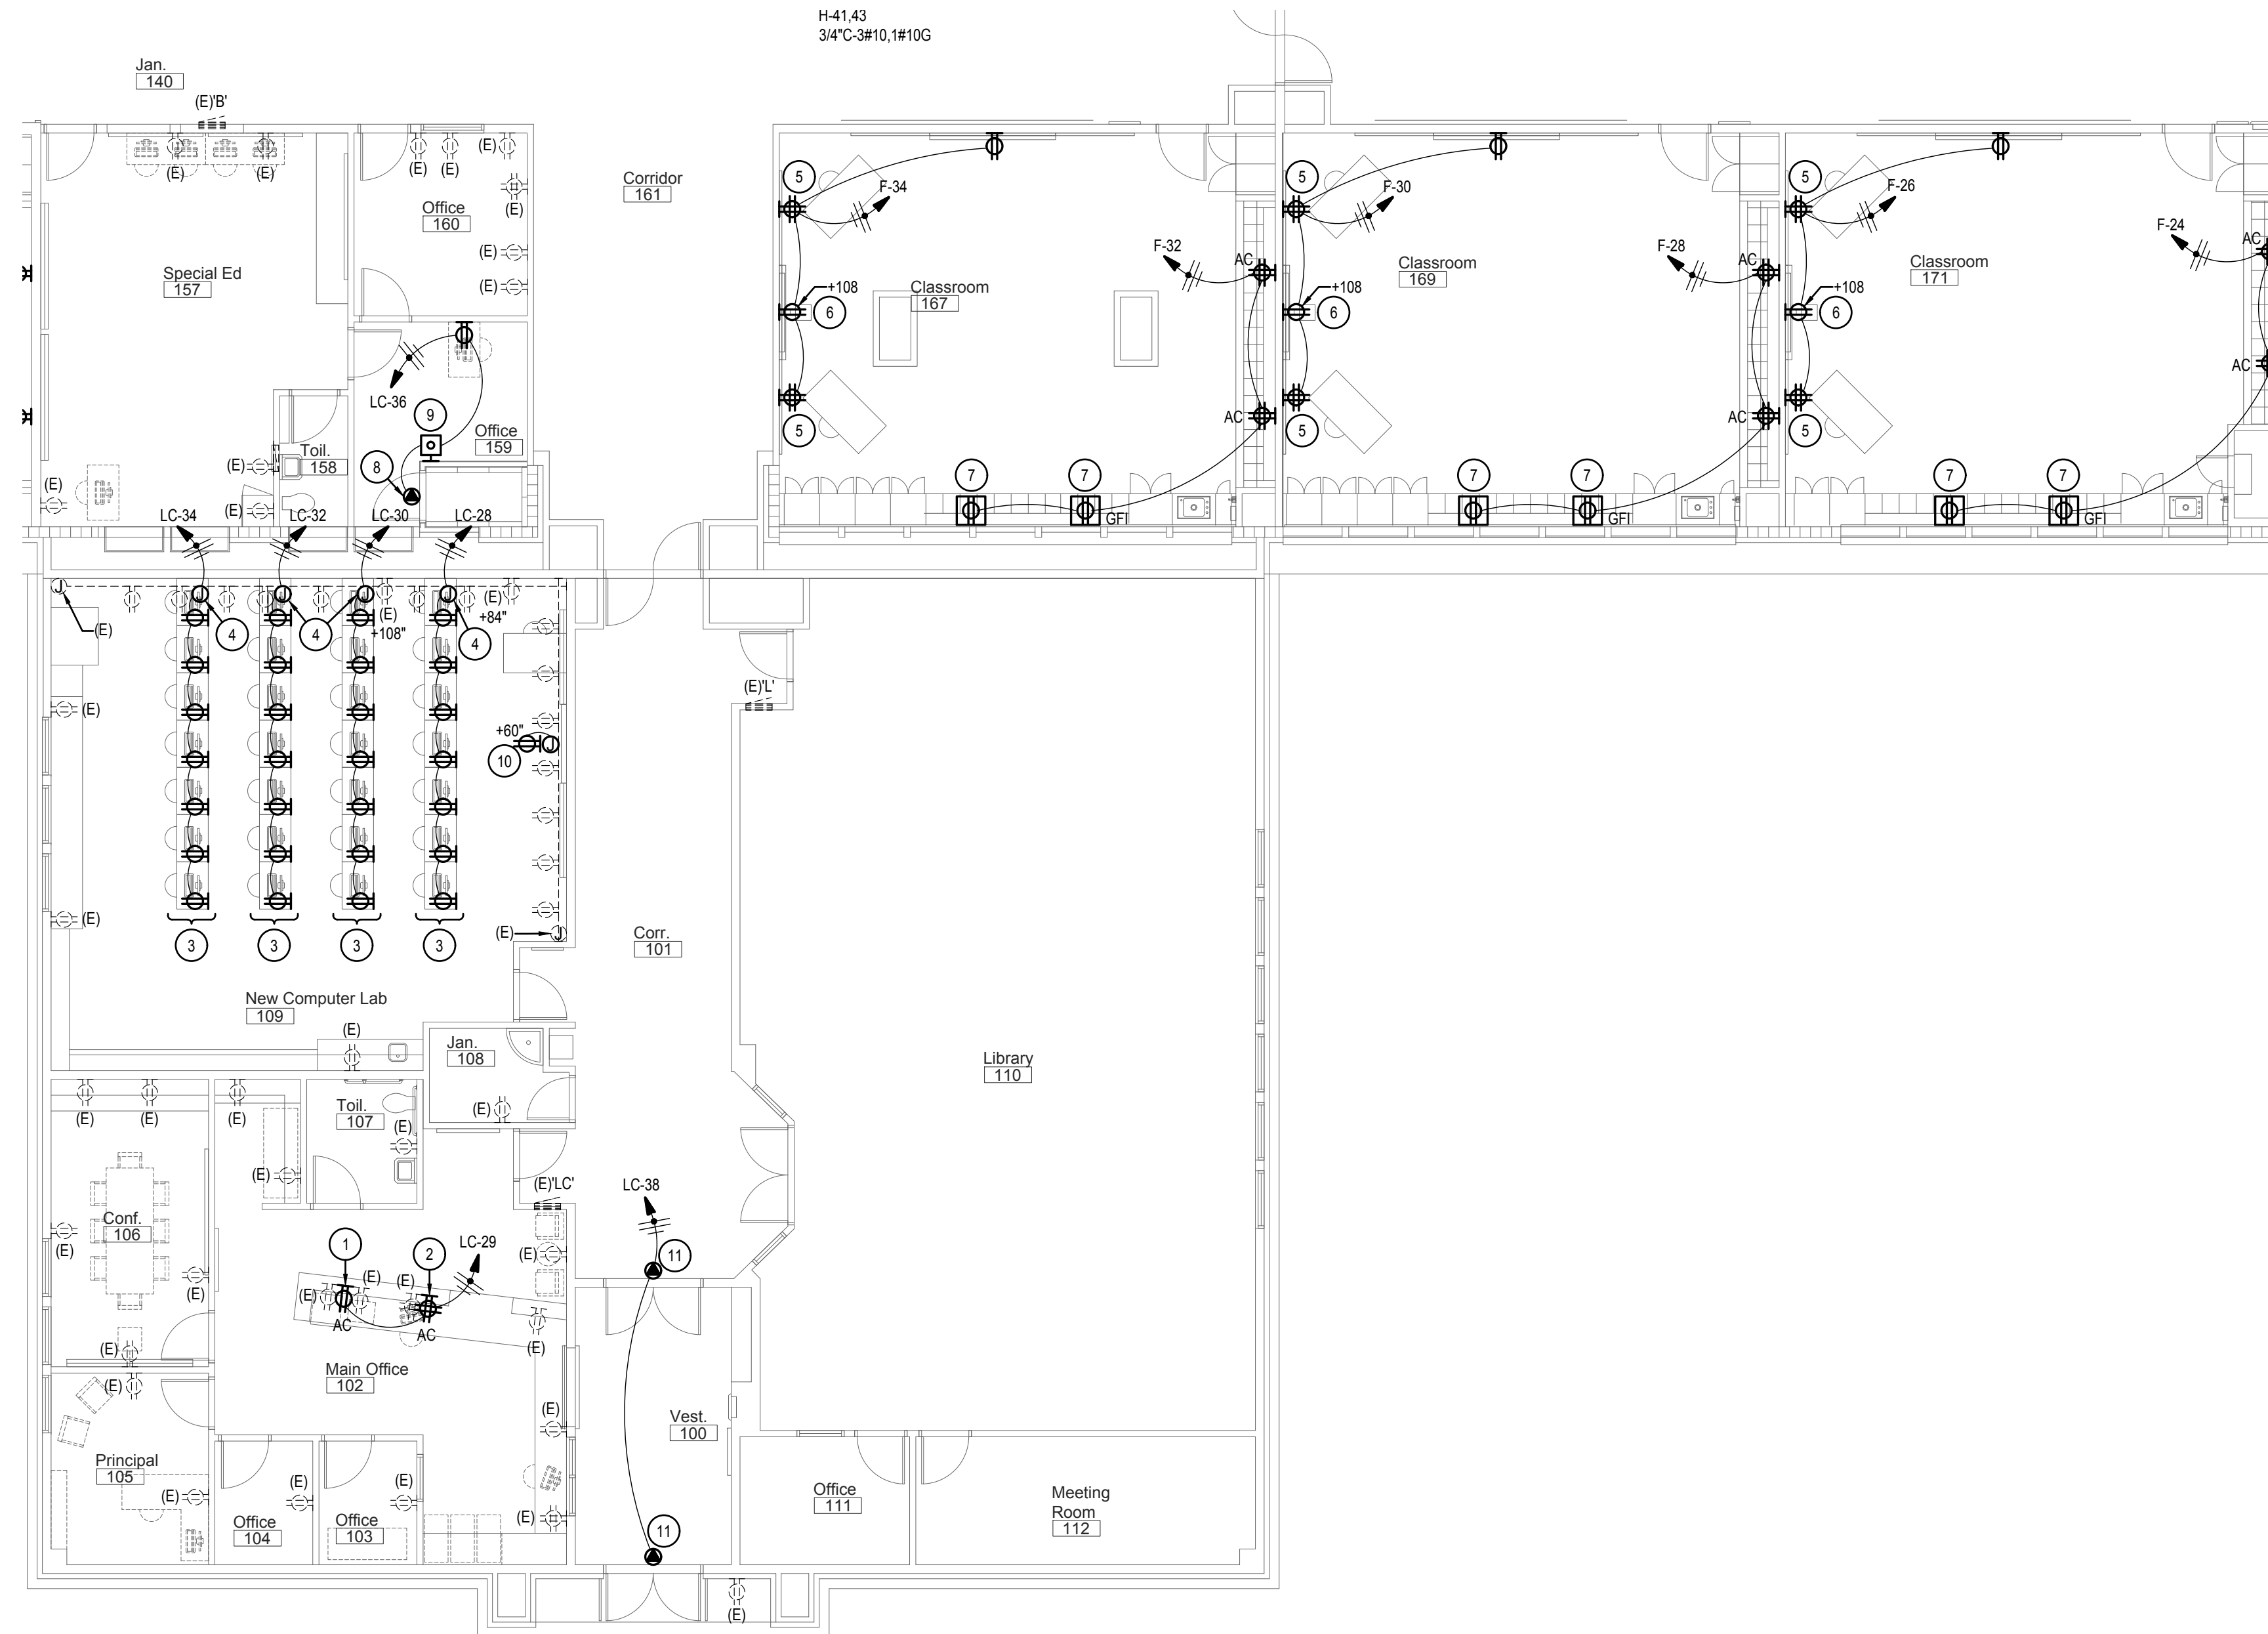 H-41,43
3/4"C-3#10,1#10G
Jan.
140
(E)'B'
(E)
(E)
(E)
(E)
(E)
(E)
(E)
(E)
Office
160
Corridor
161
Special Ed
157
5
F-34
5
F-30
5
F-26
F-32
AC
F-28
AC
F-24
AC
Classroom
167
Classroom
169
Classroom
171
+108
6
+108
6
+108
6
LC-36
9
Office
159
AC
AC
AC
5
5
5
Toil.
158
(E)
8
(E)
(E)
7
7
7
7
7
7
GFI
GFI
GFI
LC-34
LC-32
LC-30
LC-28
J
J
J
J
J
(E)
(E)
+84"
(E)
+108"
4
4
4
(E)
(E)'L'
(E)
+60"
J
10
(E)
(E)
J
3
3
3
3
Corr.
101
New Computer Lab
109
(E)
Jan.
108
Library
110
(E)
(E)
(E)
(E)
Toil.
107
(E)
(E)
(E)'LC'
LC-38
Conf.
106
(E)
1
2
LC-29
(E)
11
(E)
(E)
(E)
(E)
(E)
AC
AC
(E)
(E)
Main Office
102
(E)
(E)
Vest.
100
Principal
105
(E)
(E)
(E)
Office
104
Office
103
(E)
11
Office
111
Meeting
Room
112
(E)